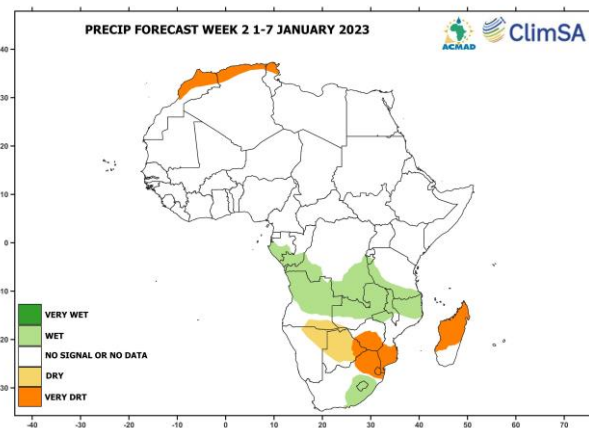 PRECIP FORECAST WEEK 2 1-7 JANUARY 2023
ACMAD
ClimSA
40
30
20
10
0
-10
-20
-30
VERY WET
WET
NO SIGNAL OR NO DATA
DRY
VERY DRT
-40 -30 -20 -10 0 10 20 30 40 50 60 70